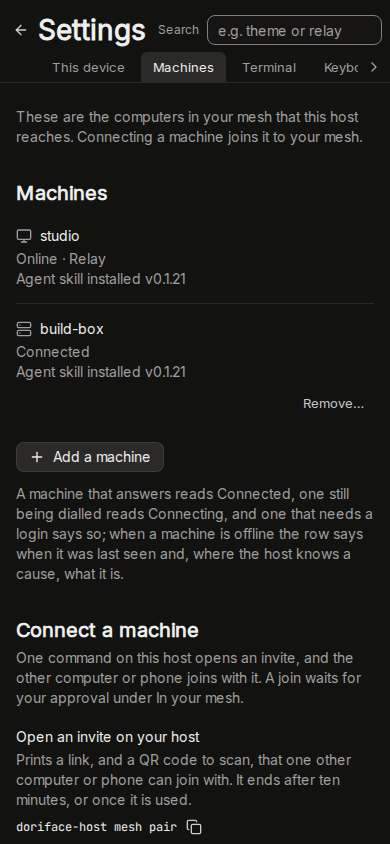 Settings
Search
e.g. theme or relay
This device
Machines
Terminal
Keybo
These are the computers in your mesh that this host
reaches. Connecting a machine joins it to your mesh.
Machines
studio
Online · Relay
Agent skill installed v0.1.21
build-box
Connected
Agent skill installed v0.1.21
Remove...
Add a machine
A machine that answers reads Connected, one still
being dialled reads Connecting, and one that needs a
login says so; when a machine is offline the row says
when it was last seen and, where the host knows a
cause, what it is.
Connect a machine
One command on this host opens an invite, and the
other computer or phone joins with it. A join waits for
your approval under In your mesh.
Open an invite on your host
Prints a link, and a QR code to scan, that one other
computer or phone can join with. It ends after ten
minutes, or once it is used.
doriface-host mesh pair